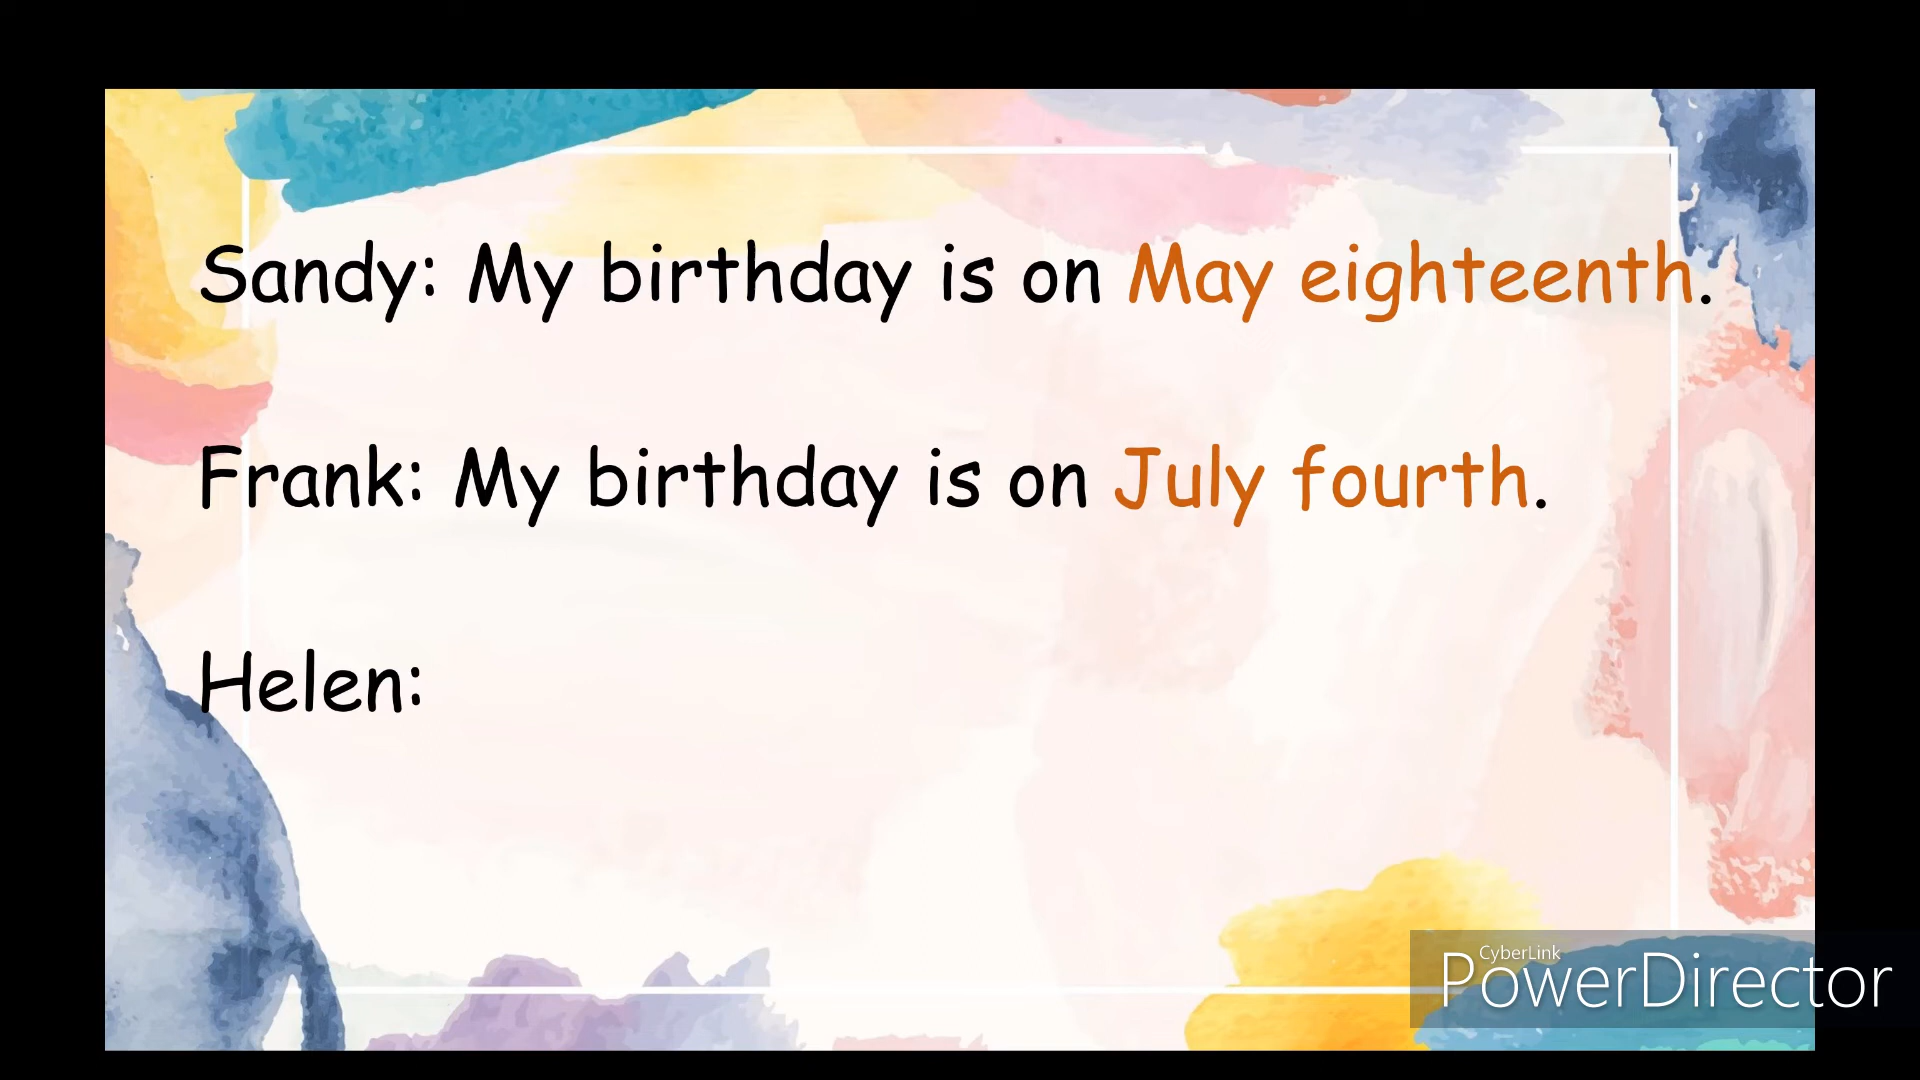 Sandy: My birthday is on May eighteenth.
Frank: My birthday is on July fourth.
Helen:
CyberLink
PowerDirector